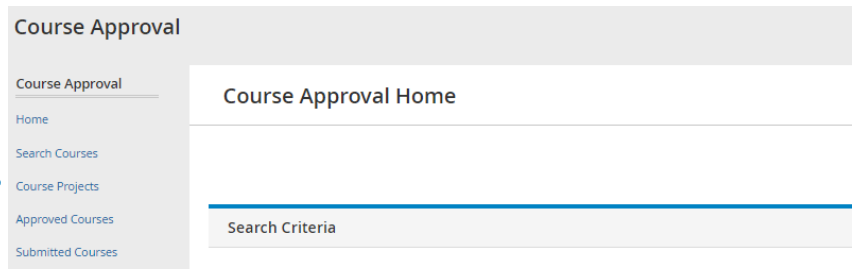 Course Approval
Course Approval
Home
Search Courses
Course Projects
Approved Courses
Submitted Courses
Course Approval Home
Search Criteria